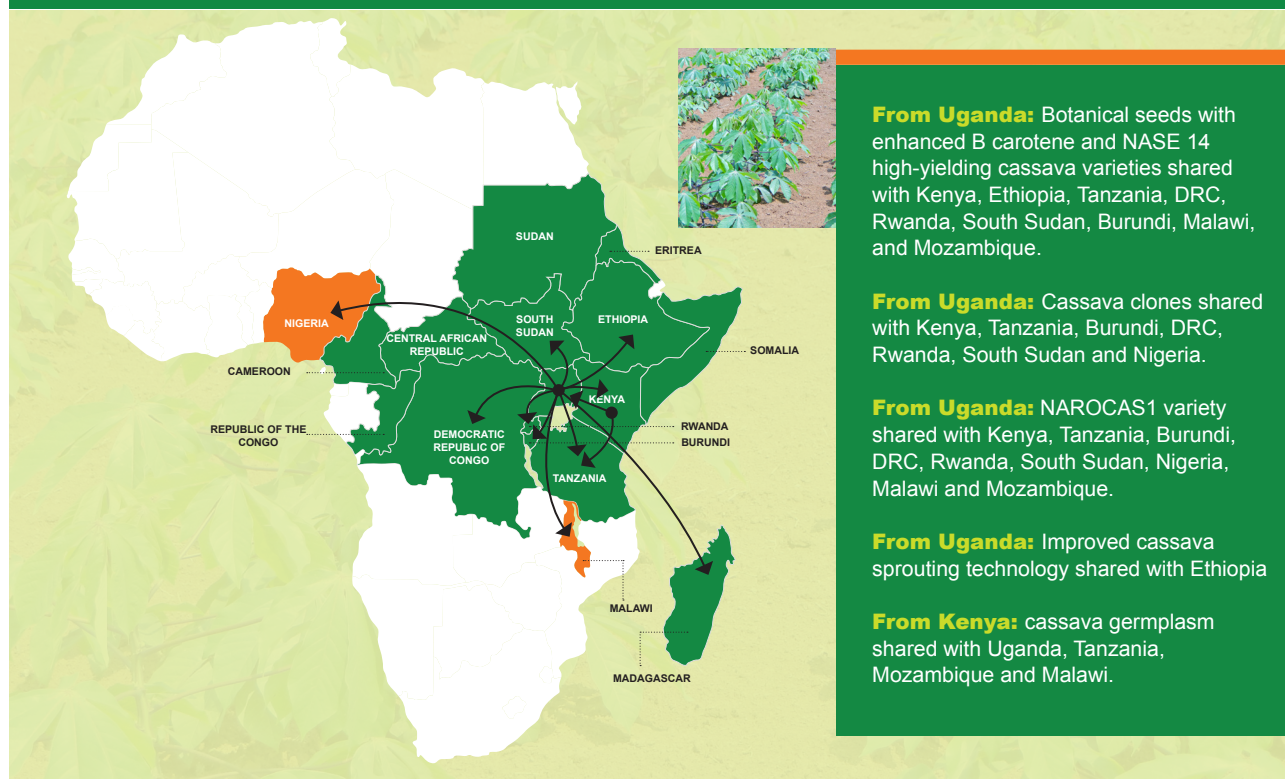 SUDAN
ERITREA
NIGERIA
SOUTH
SUDAN
ETHIOPIA
CENTRAL AFRICAN
REPUBLIC
SOMALIA
CAMEROON
KENYA
REPUBLIC OF THE
CONGO
DEMOCRATIC
REPUBLIC OF
CONGO
RWANDA
BURUNDI
TANZANIA
MALAWI
MADAGASCAR
From Uganda: Botanical seeds with
enhanced B carotene and NASE 14
high-yielding cassava varieties shared
with Kenya, Ethiopia, Tanzania, DRC,
Rwanda, South Sudan, Burundi, Malawi,
and Mozambique.
From Uganda: Cassava clones shared
with Kenya, Tanzania, Burundi, DRC,
Rwanda, South Sudan and Nigeria.
From Uganda: NAROCAS1 variety
shared with Kenya, Tanzania, Burundi,
DRC, Rwanda, South Sudan, Nigeria,
Malawi and Mozambique.
From Uganda: Improved cassava
sprouting technology shared with Ethiopia
From Kenya: cassava germplasm
shared with Uganda, Tanzania,
Mozambique and Malawi.